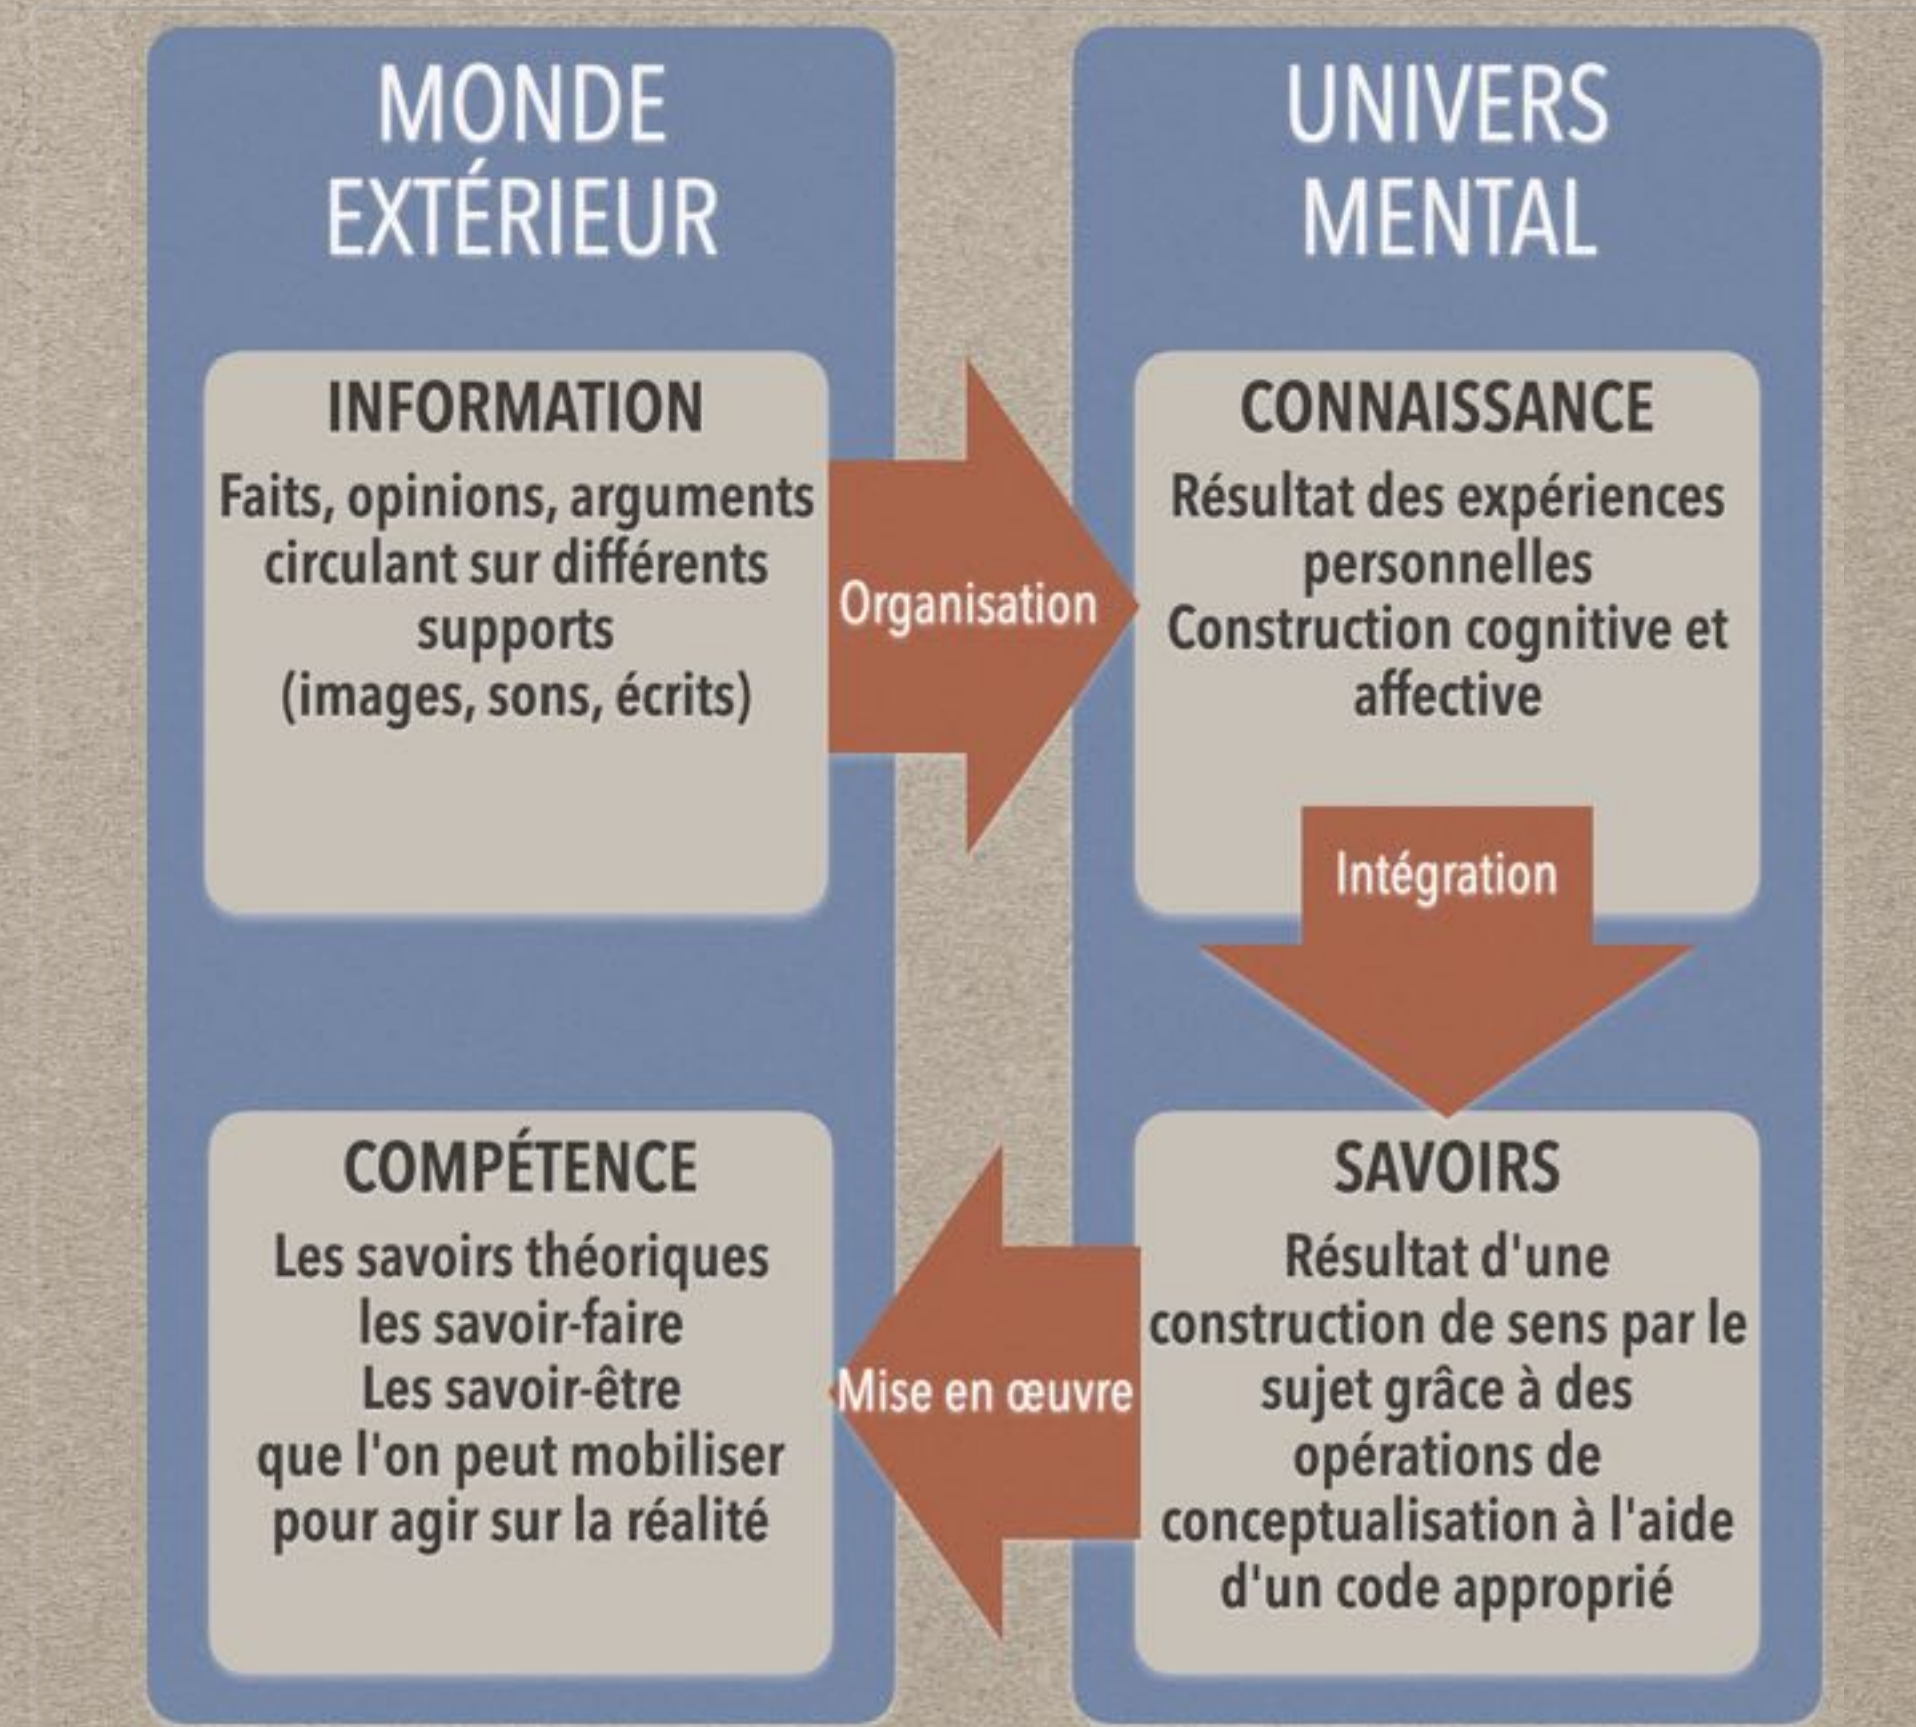 MONDE
EXTÉRIEUR
INFORMATION
Faits, opinions, arguments
circulant sur différents
supports
(images, sons, écrits)
Organisation
UNIVERS
MENTAL
CONNAISSANCE
Résultat des expériences
personnelles
Construction cognitive et
affective
Intégration
SAVOIRS
Résultat d'une
construction de sens par le
sujet grâce à des
opérations de
conceptualisation à l'aide
d'un code approprié
Mise en œuvre
COMPÉTENCE
Les savoirs théoriques
les savoir-faire
Les savoir-être
que l'on peut mobiliser
pour agir sur la réalité